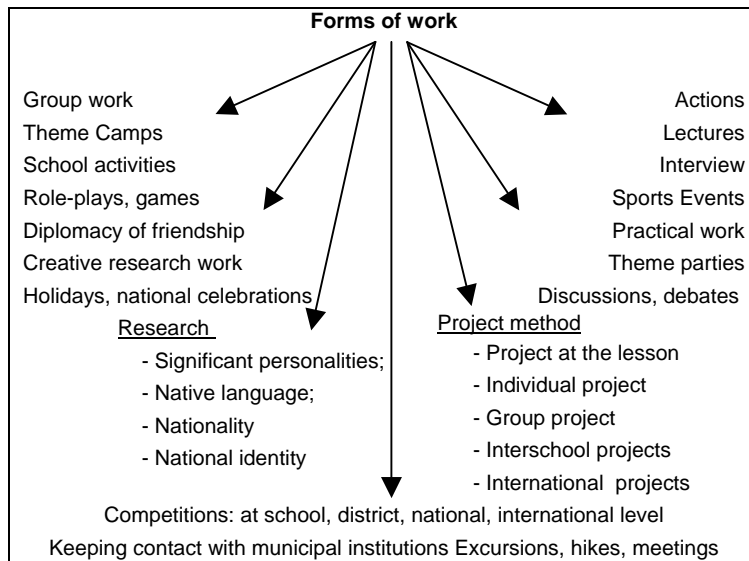 Forms of work
Group work
Theme Camps
School activities
Role-plays, games
Diplomacy of friendship
Creative research work
Holidays, national celebrations
Actions
Lectures
Interview
Sports Events
Practical work
Theme parties
Discussions, debates
Research
- Significant personalities;
- Native language;
- Nationality
- National identity
Project method
- Project at the lesson
- Individual project
- Group project
- Interschool projects
- International projects
Competitions: at school, district, national, international level
Keeping contact with municipal institutions Excursions, hikes, meetings